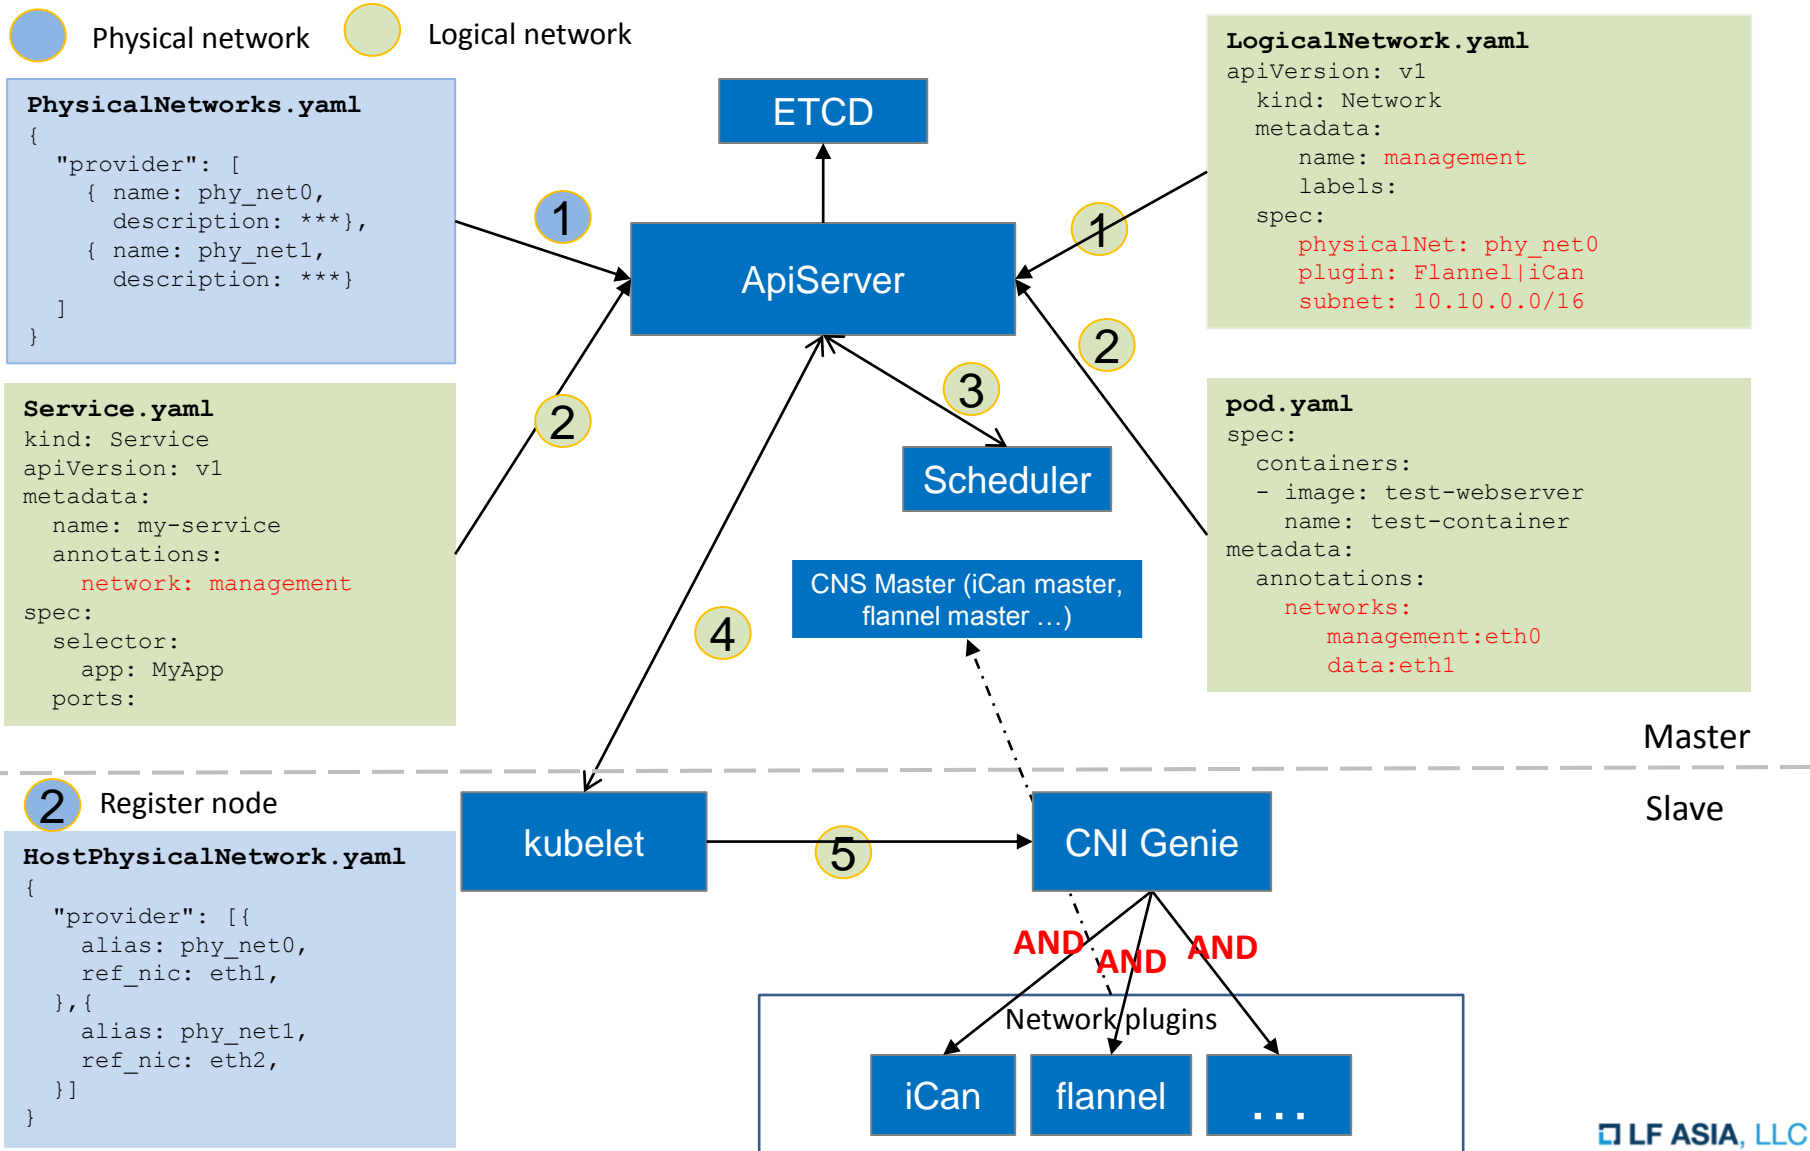 Physical network
Logical network
PhysicalNetworks.yaml
{
"provider": [
{ name: phy_net0,
description: ***},
{ name: phy_net1,
description: ***}
]
}
Service.yaml
kind: Service
apiVersion: v1
metadata:
name: my-service
annotations:
network: management
spec:
selector:
app: MyApp
ports:
ETCD
ApiServer
Scheduler
CNS Master (iCan master,
flannel master ...)
1
2
1
2
3
4
LogicalNetwork.yaml
apiVersion: v1
kind: Network
metadata:
name: management
labels:
spec:
physicalNet: phy_net0
plugin: Flannel|iCan
subnet: 10.10.0.0/16
pod.yaml
spec:
containers:
- image: test-webserver
name: test-container
metadata:
annotations:
networks:
management:eth0
data:eth1
Master
Slave
2 Register node
HostPhysicalNetwork.yaml
{
"provider": [{
alias: phy_net0,
ref_nic: eth1,
},{
alias: phy_net1,
ref_nic: eth2,
}]
}
kubelet
5
CNI Genie
AND
AND
AND
Network plugins
iCan
flannel
...
LF ASIA, LLC